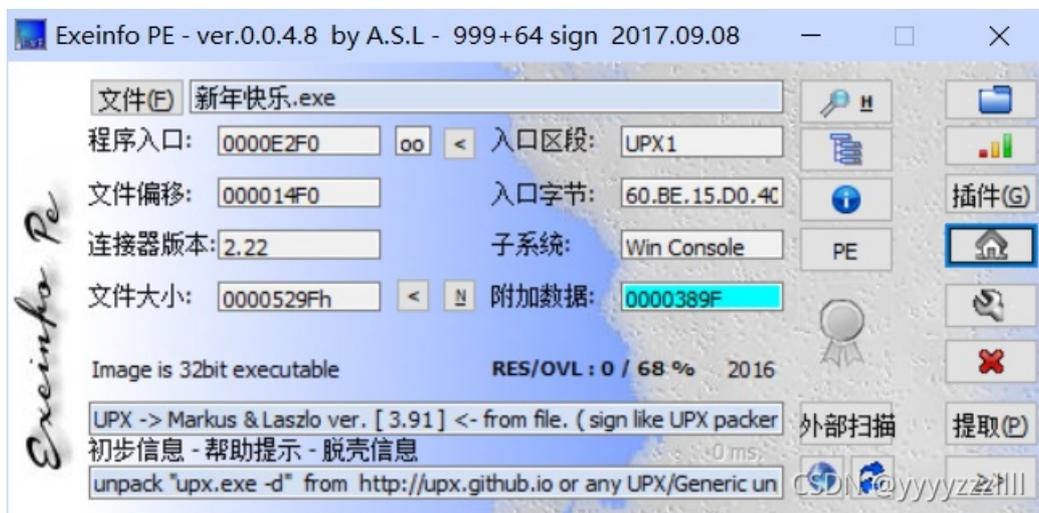 Exeinfo PE - ver.0.0.4.8 by A.S.L - 999+64 sign 2017.09.08
文件(F) 新年快乐.exe H
程序入口: 0000E2F0 oo < 入口区段: UPX1
文件偏移: 000014F0 入口字节: 60.BE.15.D0.4C 插件(G)
连接器版本: 2.22 子系统: Win Console PE
文件大小: 0000529Fh < N 附加数据: 0000389F
Exeinfo Pe
Image is 32bit executable RES/OVL : 0 / 68 % 2016
UPX -> Markus & Laszlo ver. [ 3.91 ] <- from file. ( sign like UPX packer 外部扫描 提取(P)
初步信息 - 帮助提示 - 脱壳信息 0 ms.
unpack "upx.exe -d" from http://upx.github.io or any UPX/Generic un